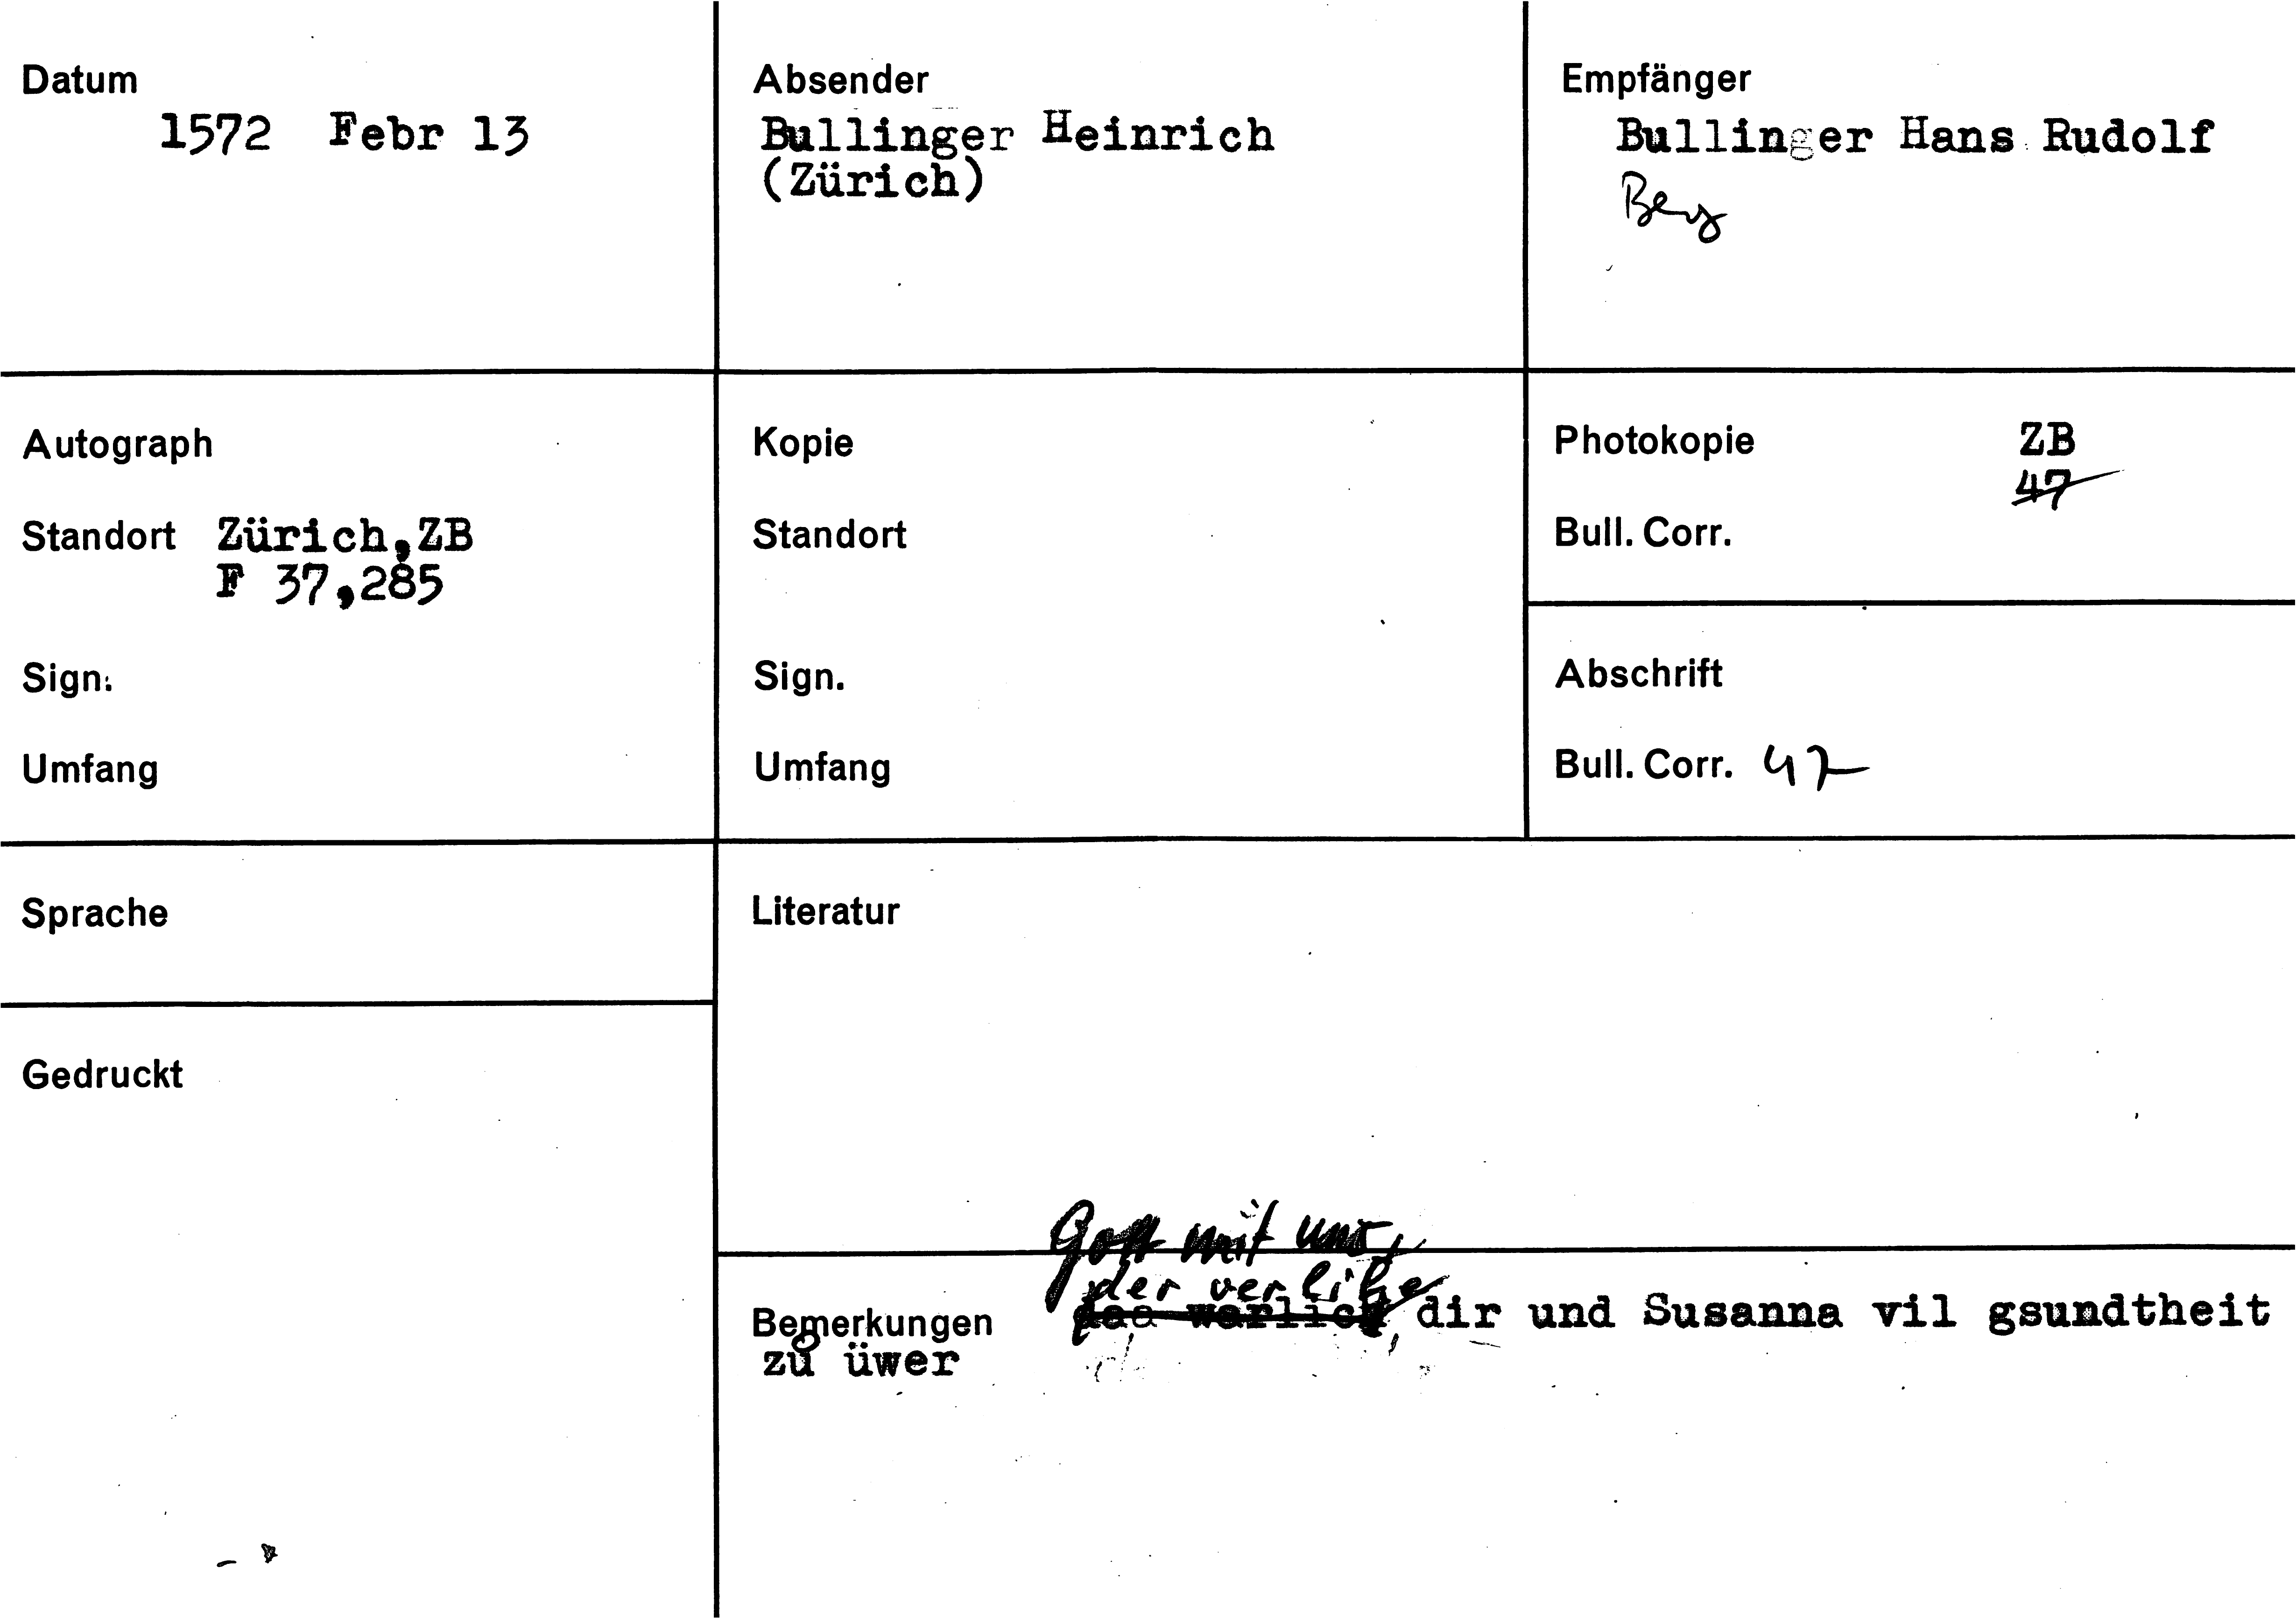 Datum
1572 Febr 13
Absender
Bullinger Heinrich
(Zürich)
Empfänger
Bullinger Hans Rudolf
Berg
Autograph
Standort Zürich,ZB
F 37,285
Sign.
Umfang
Kopie
Standort
Sign.
Umfang
Photokopie ZB
47
Bull. Corr.
Abschrift
Bull. Corr. 47
Sprache
Literatur
Gedruckt
Gott mit uns,
der verlihe
Bemerkungen das warlich dir und Susanna vil gsundtheit
zů üwer